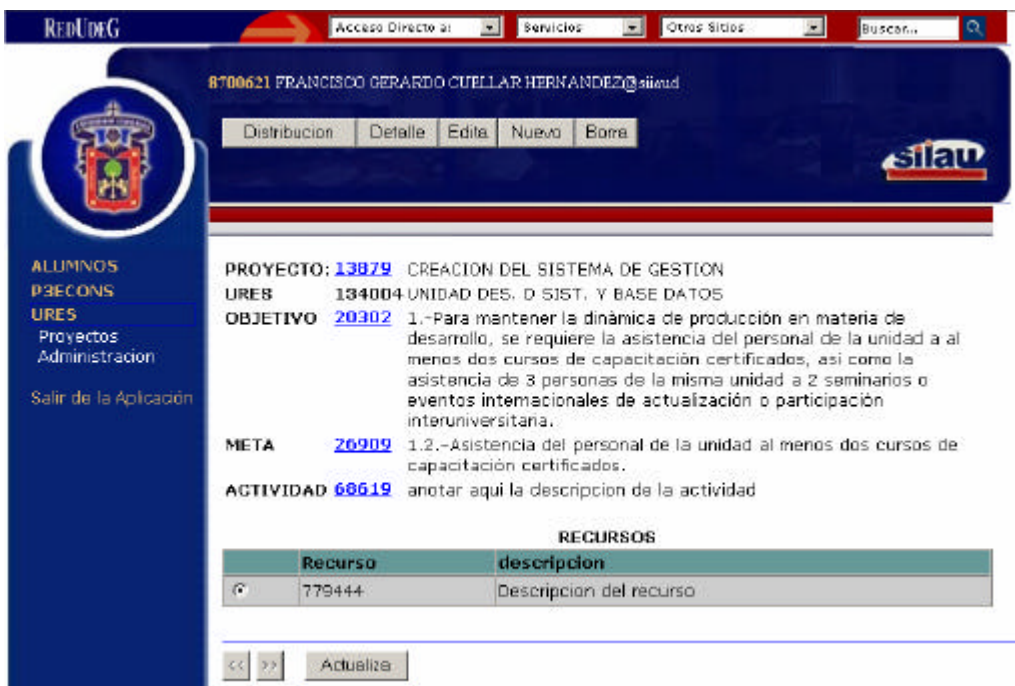 REDUDEG Acceso Directo a: Servicios Otros Sitios Buscar...
8700621 FRANCISCO GERARDO CUELLAR HERNANDEZ@siiaud
Distribucion Detalle Edita Nuevo Borra
siiau
ALUMNOS
P3ECONS
URES
Proyectos
Administracion
Salir de la Aplicación
PROYECTO: 13879 CREACION DEL SISTEMA DE GESTION
URES 134004 UNIDAD DES. D SIST. Y BASE DATOS
OBJETIVO 20302 1.-Para mantener la dinámica de producción en materia de
desarrollo, se requiere la asistencia del personal de la unidad a al
menos dos cursos de capacitación certificados, asi como la
asistencia de 3 personas de la misma unidad a 2 seminarios o
eventos internacionales de actualización o participación
interuniversitaria.
META 26909 1.2.-Asistencia del personal de la unidad al menos dos cursos de
capacitación certificados.
ACTIVIDAD 68619 anotar aqui la descripcion de la actividad
RECURSOS
Recurso descripcion
779444 Descripcion del recurso
<< >> Actualiza